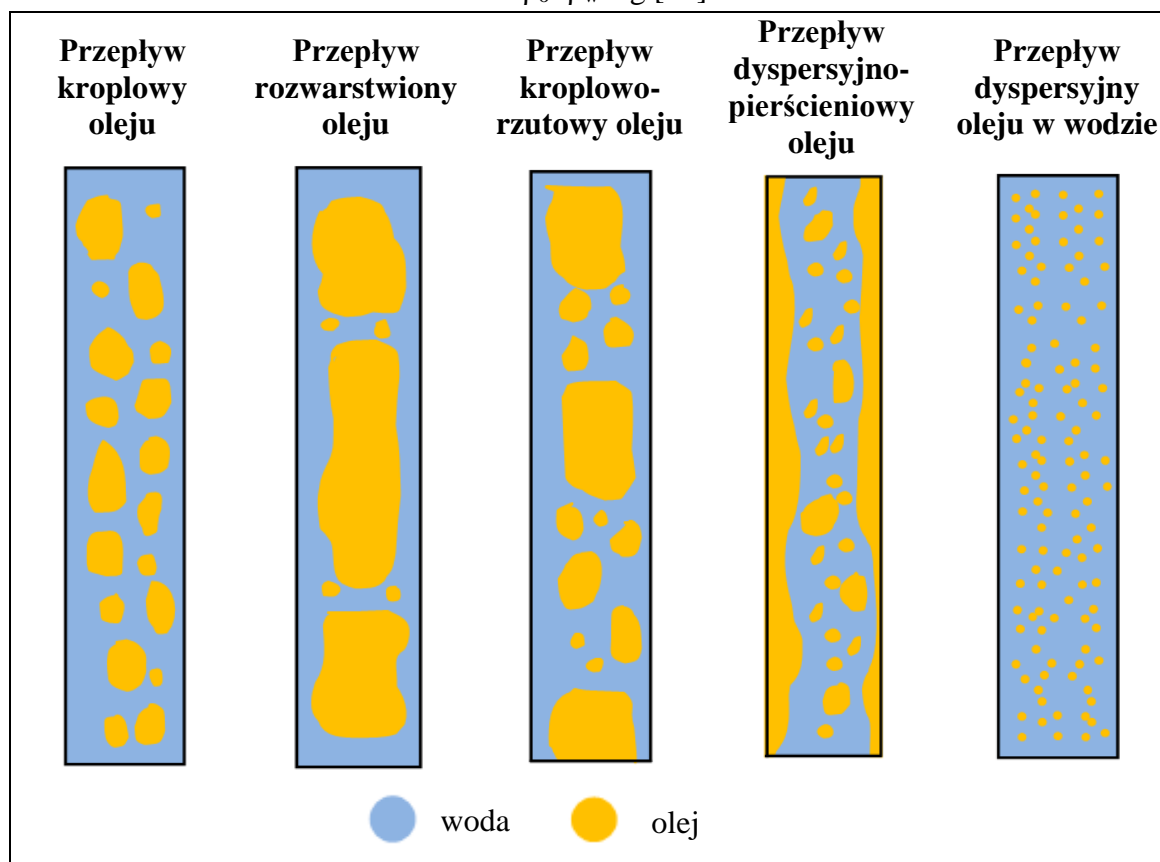 Przepływ
kroplowy
oleju
Przepływ
rozwarstwiony
oleju
Przepływ
kroplowo-
rzutowy oleju
Przepływ
dyspersyjno-
pierścieniowy
oleju
Przepływ
dyspersyjny
oleju w wodzie
woda
olej